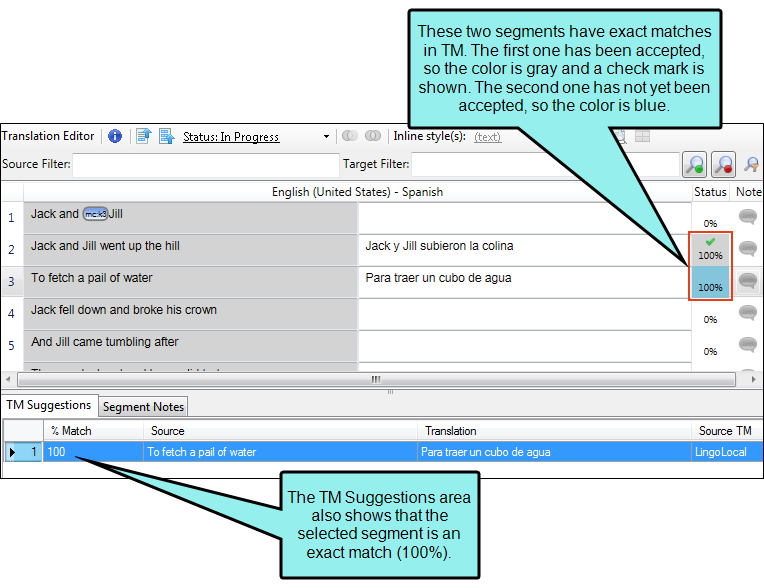 These two segments have exact matches
in TM. The first one has been accepted,
so the color is gray and a check mark is
shown. The second one has not yet been
accepted, so the color is blue.
Translation Editor Status: In Progress Inline style(s): (text)
Source Filter: Target Filter:
English (United States) - Spanish Status Note
1 Jack and mc:k3 Jill 0%
2 Jack and Jill went up the hill Jack y Jill subieron la colina 100%
3 To fetch a pail of water Para traer un cubo de agua 100%
4 Jack fell down and broke his crown 0%
5 And Jill came tumbling after 0%
TM Suggestions Segment Notes
% Match Source Translation Source TM
1 100 To fetch a pail of water Para traer un cubo de agua LingoLocal
The TM Suggestions area
also shows that the
selected segment is an
exact match (100%).